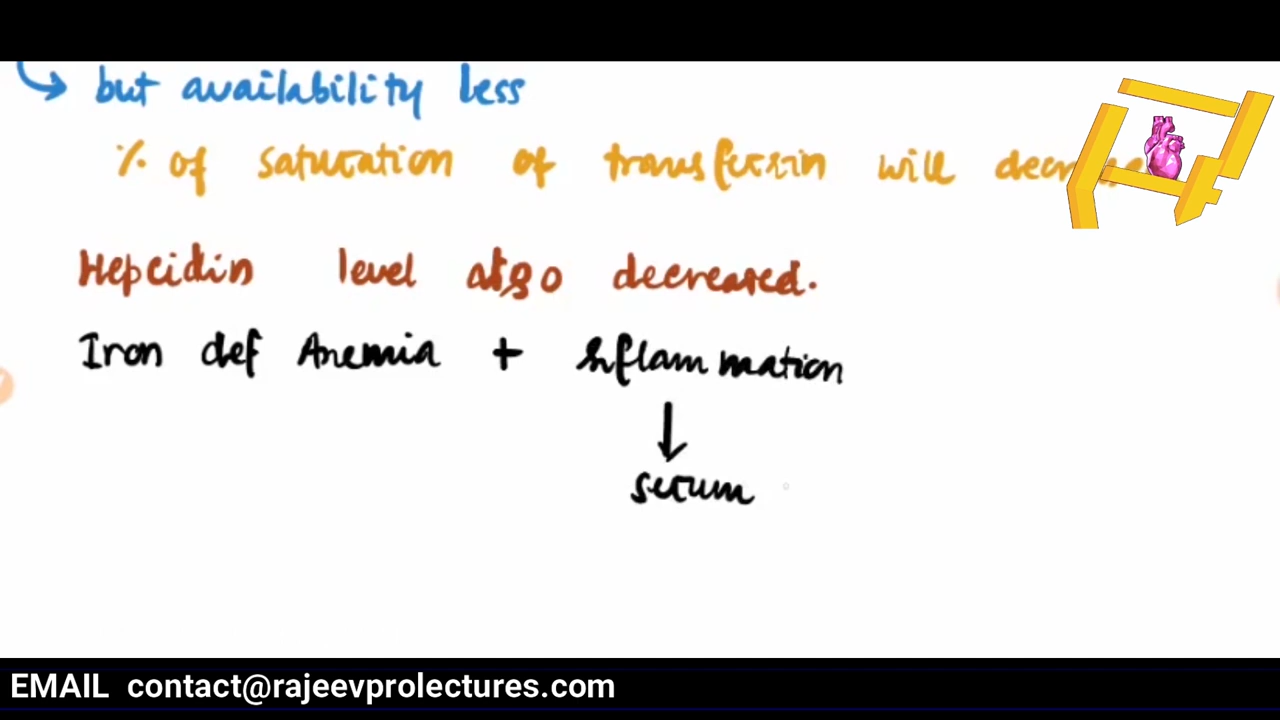 but availability less
% of saturation of transferrin will decrease
Hepcidin level also decreased.
Iron def Anemia + Inflammation
serum
EMAIL contact@rajeevprolectures.com